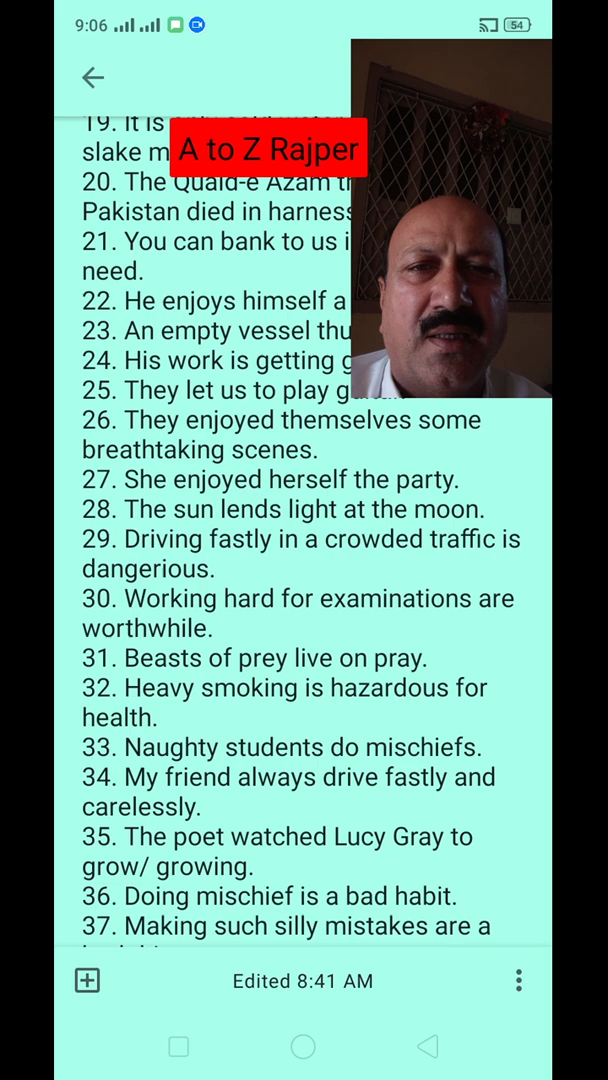 9:06
54
19. It is
slake m
A to Z Rajper
20. The Quaid-e Azam
Pakistan died in harness
21. You can bank to us i
need.
22. He enjoys himself a
23. An empty vessel thu
24. His work is getting g
25. They let us to play
26. They enjoyed themselves some
breathtaking scenes.
27. She enjoyed herself the party.
28. The sun lends light at the moon.
29. Driving fastly in a crowded traffic is
dangerious.
30. Working hard for examinations are
worthwhile.
31. Beasts of prey live on pray.
32. Heavy smoking is hazardous for
health.
33. Naughty students do mischiefs.
34. My friend always drive fastly and
carelessly.
35. The poet watched Lucy Gray to
grow/ growing.
36. Doing mischief is a bad habit.
37. Making such silly mistakes are a
Edited 8:41 AM